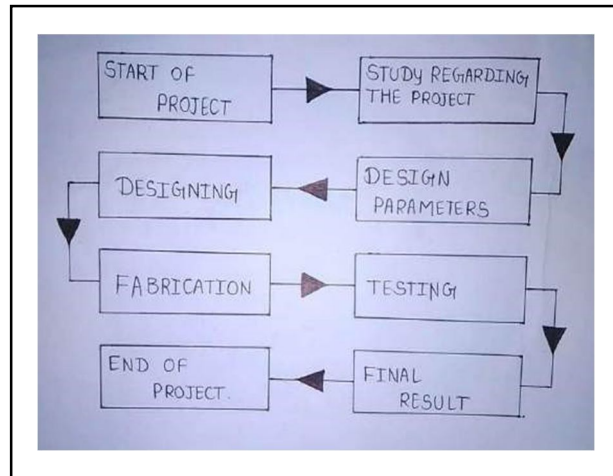 START OF
PROJECT
STUDY REGARDING
THE PROJECT
DESIGN
PARAMETERS
DESIGNING
FABRICATION
TESTING
FINAL
RESULT
END OF
PROJECT.